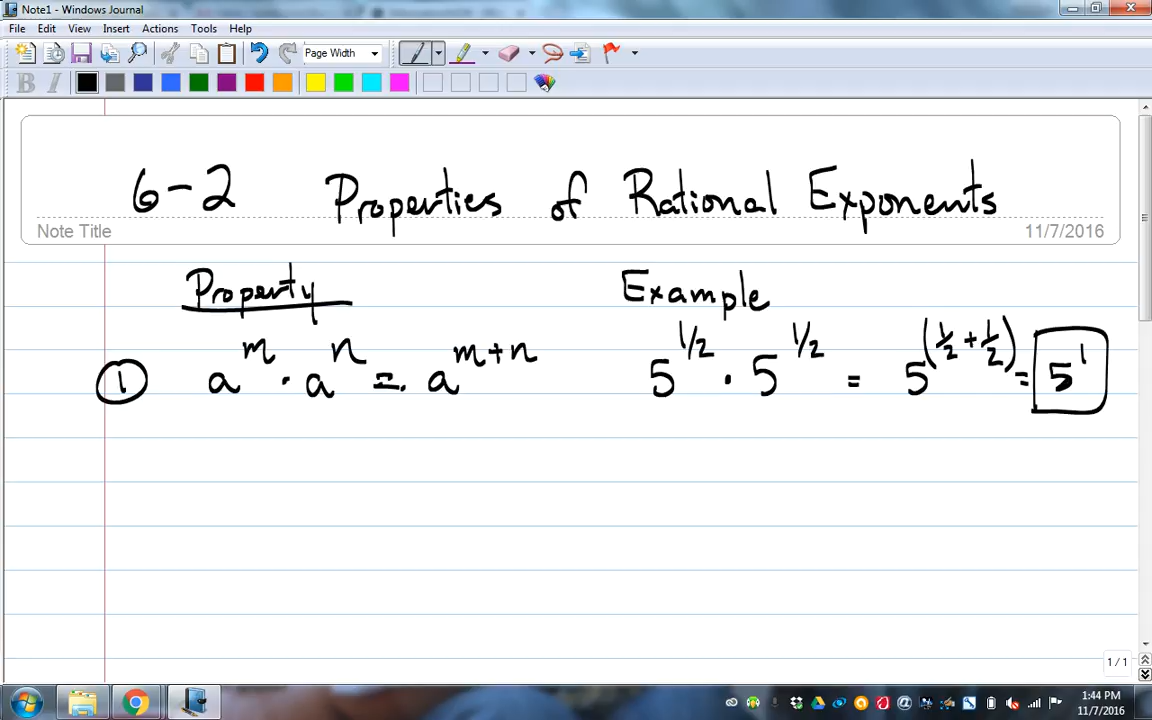 Note1 - Windows Journal
File Edit View Insert Actions Tools Help
Page Width
B I
6-2 Properties of Rational Exponents
Note Title 11/7/2016
Property Example
① a^m · a^n = a^(m+n) 5^(1/2) · 5^(1/2) = 5^(1/2 + 1/2) = 5^1
1/1
1:44 PM
11/7/2016